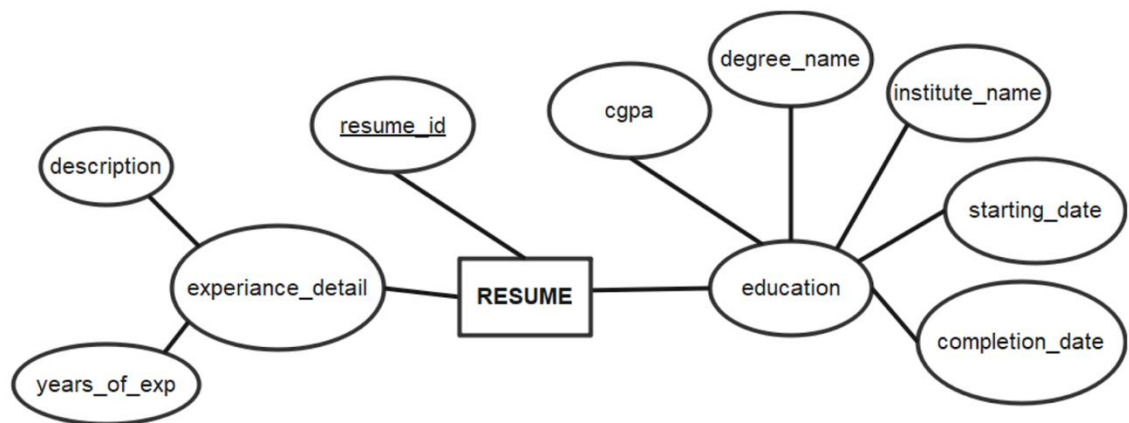 degree_name
institute_name
cgpa
resume_id
description
starting_date
experiance_detail
RESUME
education
completion_date
years_of_exp